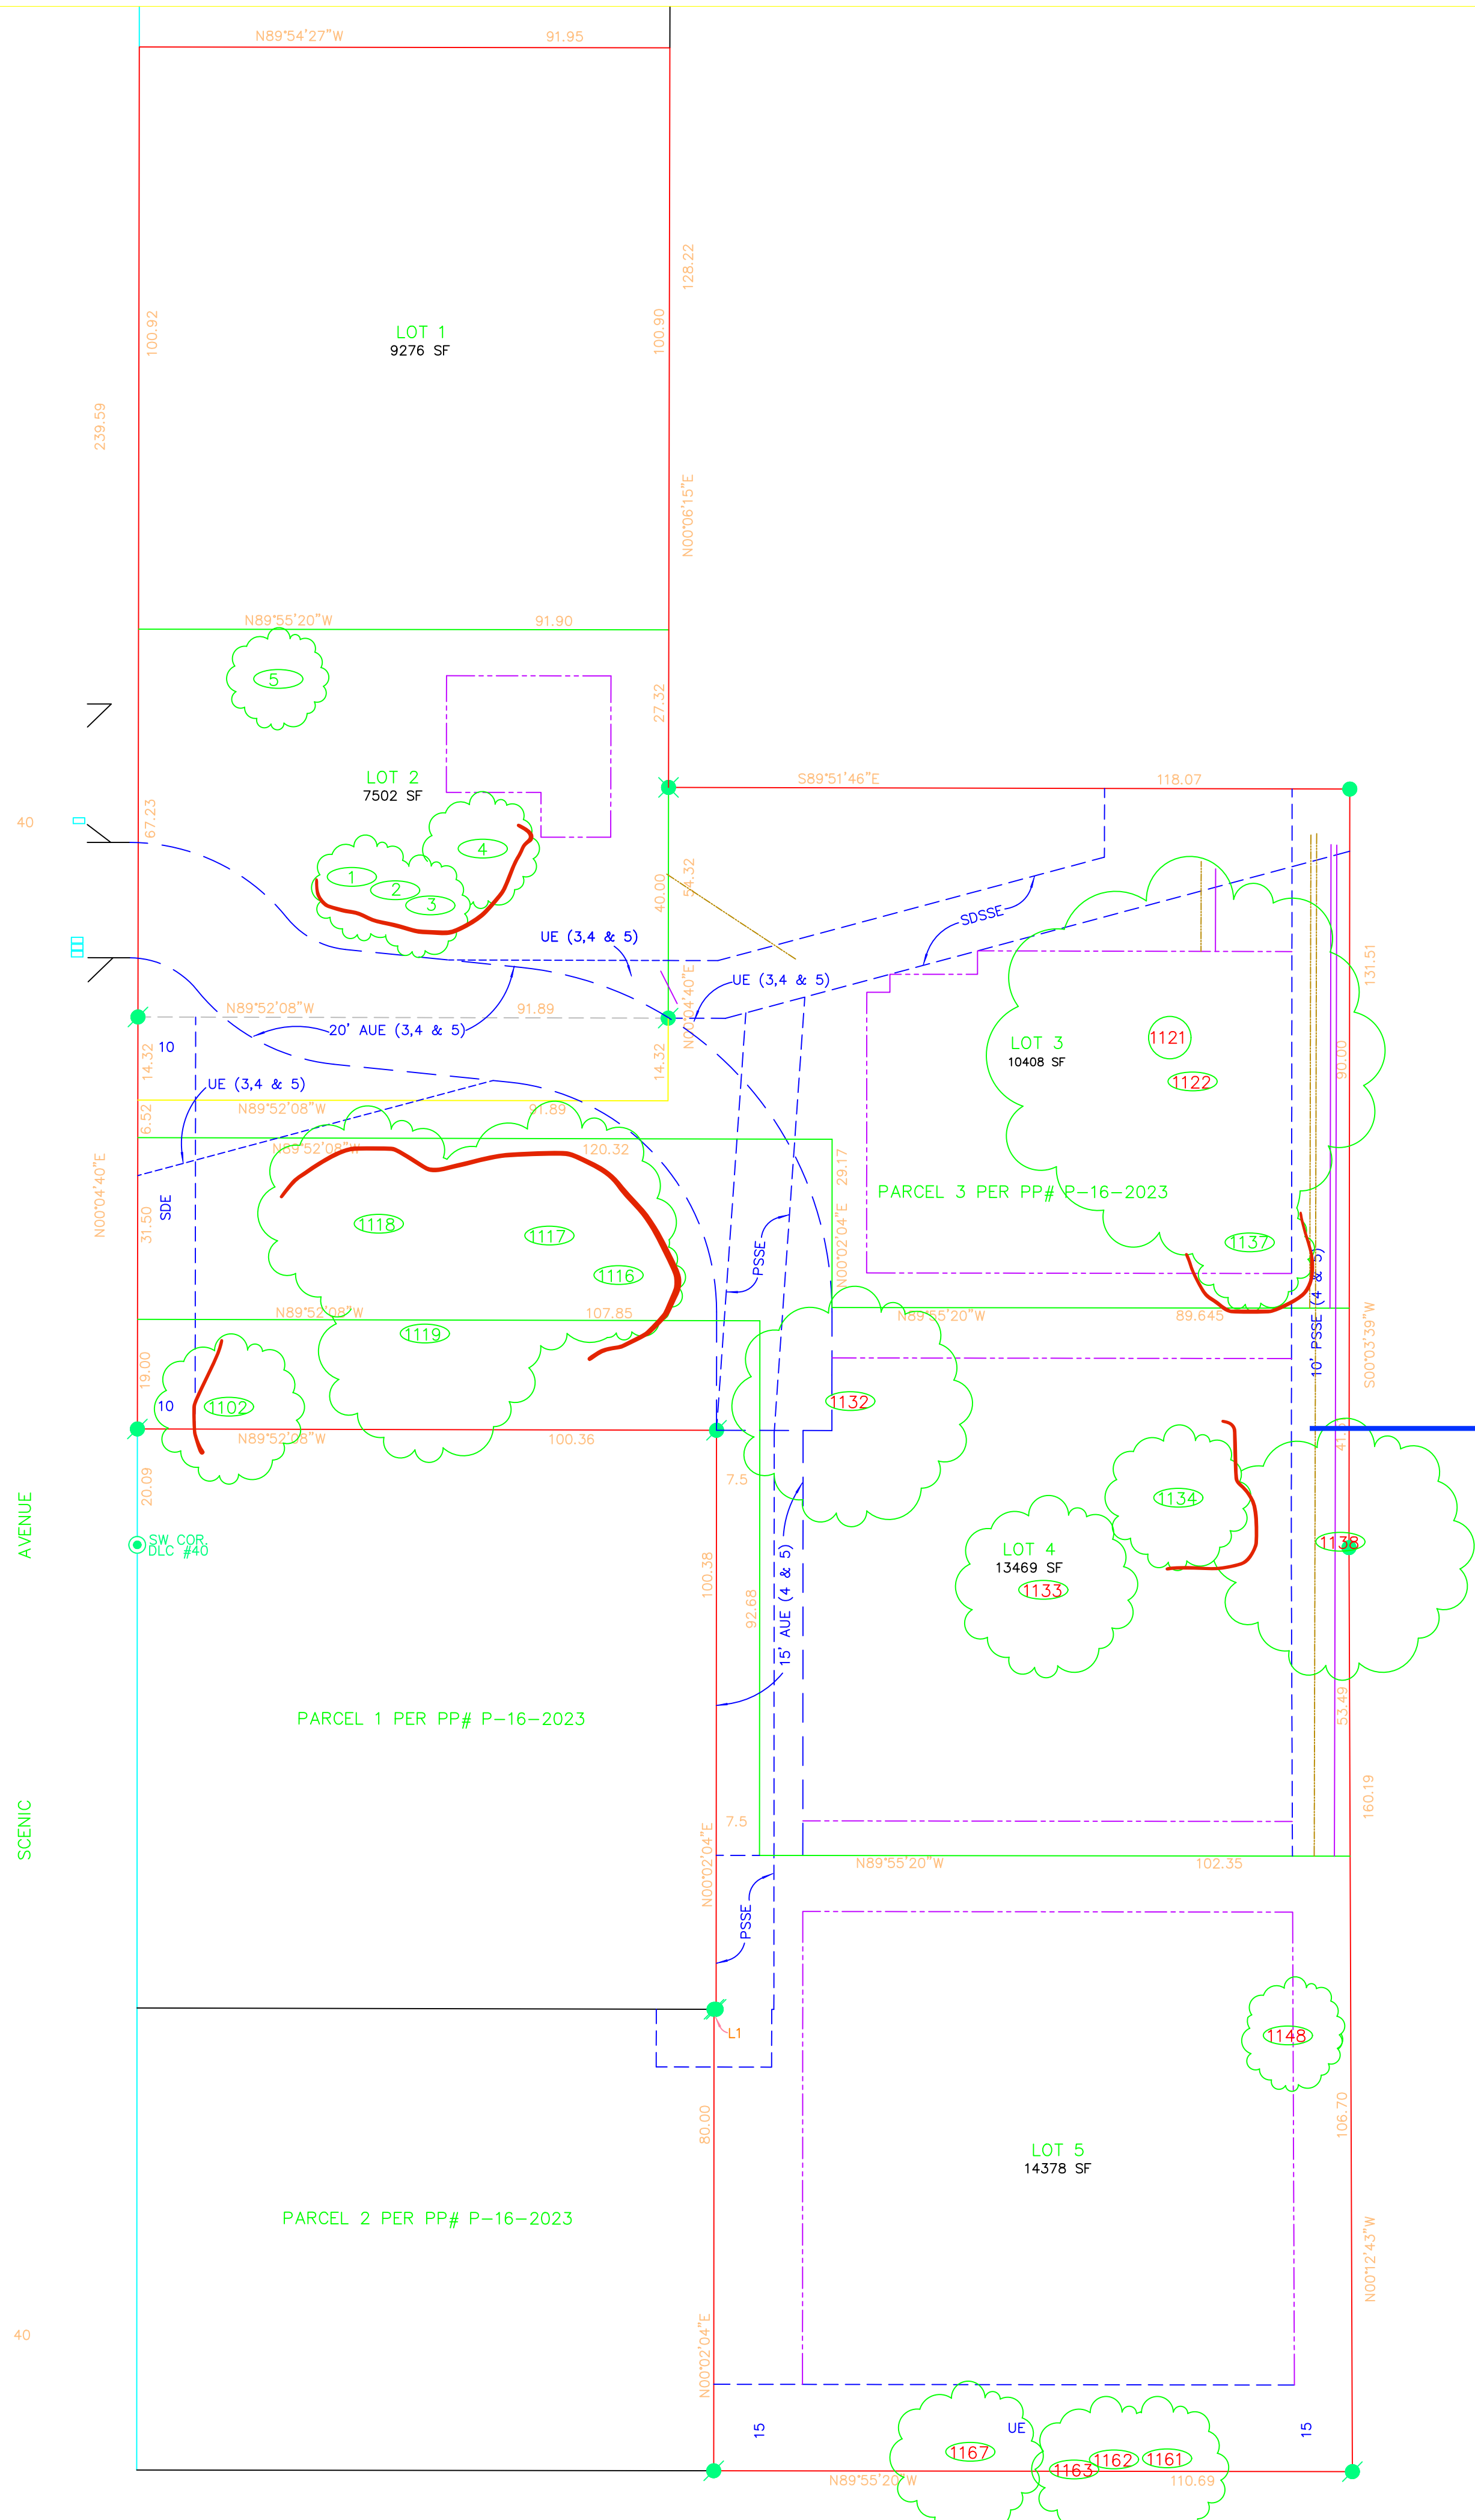 N89°54'27"W 91.95
128.22
100.92
100.90
LOT 1
9276 SF
239.59
N00°06'15"E
N89°55'20"W 91.90
5
27.32
LOT 2
7502 SF
S89°51'46"E 118.07
67.23
40
4
1
2
3
40.00
54.32
SDSSE
UE (3,4 & 5)
131.51
UE (3,4 & 5)
N00°04'40"E
N89°52'08"W 91.89
20' AUE (3,4 & 5)
10
14.32
14.32
LOT 3
10408 SF
1121
1122
90.00
UE (3,4 & 5)
N89°52'08"W 91.89
6.52
N89°52'08"W 120.32
29.17
N00°04'40"E
PARCEL 3 PER PP# P-16-2023
SDE
31.50
1118
1117
1116
PSSE
N00°02'04"E
1137
10' PSSE (4 & 5)
N89°52'08"W 107.85
N89°55'20"W 89.645
1119
S00°03'39"W
19.00
10
1102
1132
N89°52'08"W 100.36
20.09
7.5
1134
AVENUE
SW COR.
DLC #40
1138
LOT 4
13469 SF
1133
100.38
92.68
15' AUE (4 & 5)
PARCEL 1 PER PP# P-16-2023
53.49
160.19
SCENIC
7.5
N00°02'04"E
N89°55'20"W 102.35
PSSE
L1
1148
80.00
106.70
LOT 5
14378 SF
PARCEL 2 PER PP# P-16-2023
N00°12'43"W
40
N00°02'04"E
15
UE
15
1167
1163
1162
1161
N89°55'20"W 110.69